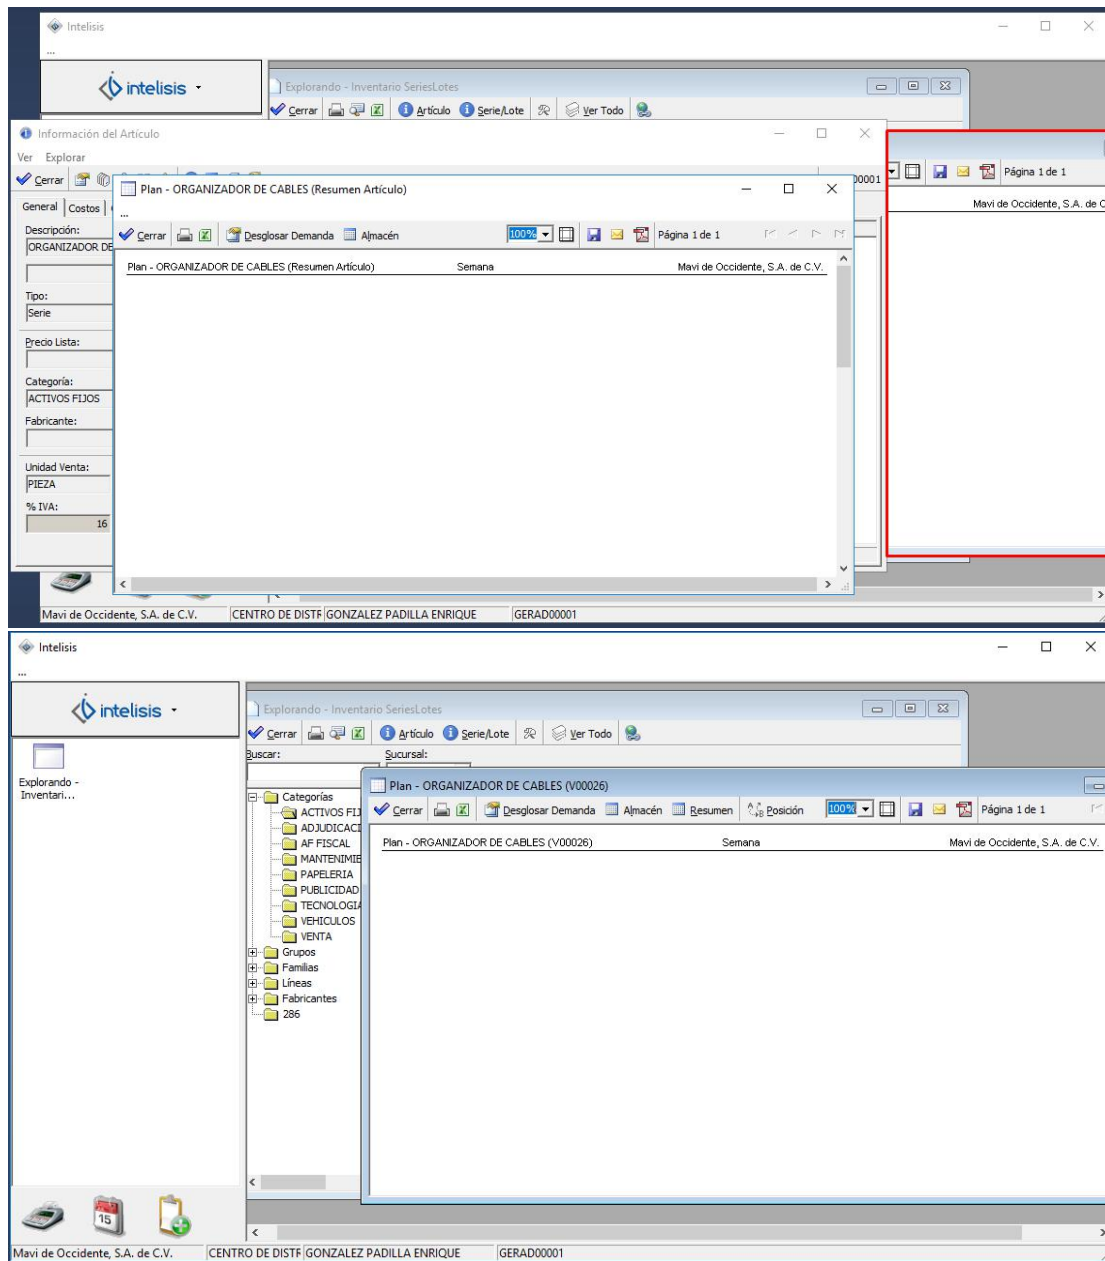 Intelisis
...
intelisis
Explorando - Inventario SeriesLotes
Cerrar Artículo Serie/Lote Ver Todo
Información del Artículo
Ver Explorar
Cerrar
0001
Página 1 de 1
General Costos
Mavi de Occidente, S.A. de C
Plan - ORGANIZADOR DE CABLES (Resumen Artículo)
...
Cerrar Desglosar Demanda Almacén 100% Página 1 de 1
Plan - ORGANIZADOR DE CABLES (Resumen Artículo) Semana Mavi de Occidente, S.A. de C.V.
Descripción:
ORGANIZADOR DE
Tipo:
Serie
Precio Lista:
Categoría:
ACTIVOS FIJOS
Fabricante:
Unidad Venta:
PIEZA
% IVA:
16
Mavi de Occidente, S.A. de C.V. CENTRO DE DISTR GONZALEZ PADILLA ENRIQUE GERAD00001
Intelisis
...
intelisis
Explorando - Inventario SeriesLotes
Cerrar Artículo Serie/Lote Ver Todo
Buscar: Sucursal:
Explorando -
Inventari...
Plan - ORGANIZADOR DE CABLES (V00026)
Cerrar Desglosar Demanda Almacén Resumen Posición 100% Página 1 de 1
Plan - ORGANIZADOR DE CABLES (V00026) Semana Mavi de Occidente, S.A. de C.V.
Categorías
ACTIVOS FIJ
ADJUDICACI
AF FISCAL
MANTENIMIE
PAPELERIA
PUBLICIDAD
TECNOLOGIA
VEHICULOS
VENTA
Grupos
Familias
Líneas
Fabricantes
286
15
Mavi de Occidente, S.A. de C.V. CENTRO DE DISTR GONZALEZ PADILLA ENRIQUE GERAD00001